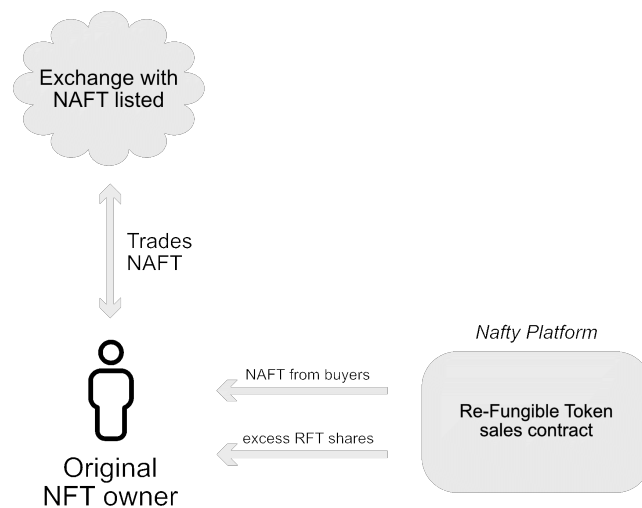 Exchange with
NAFT listed
Trades
NAFT
Nafty Platform
NAFT from buyers
Re-Fungible Token
sales contract
excess RFT shares
Original
NFT owner